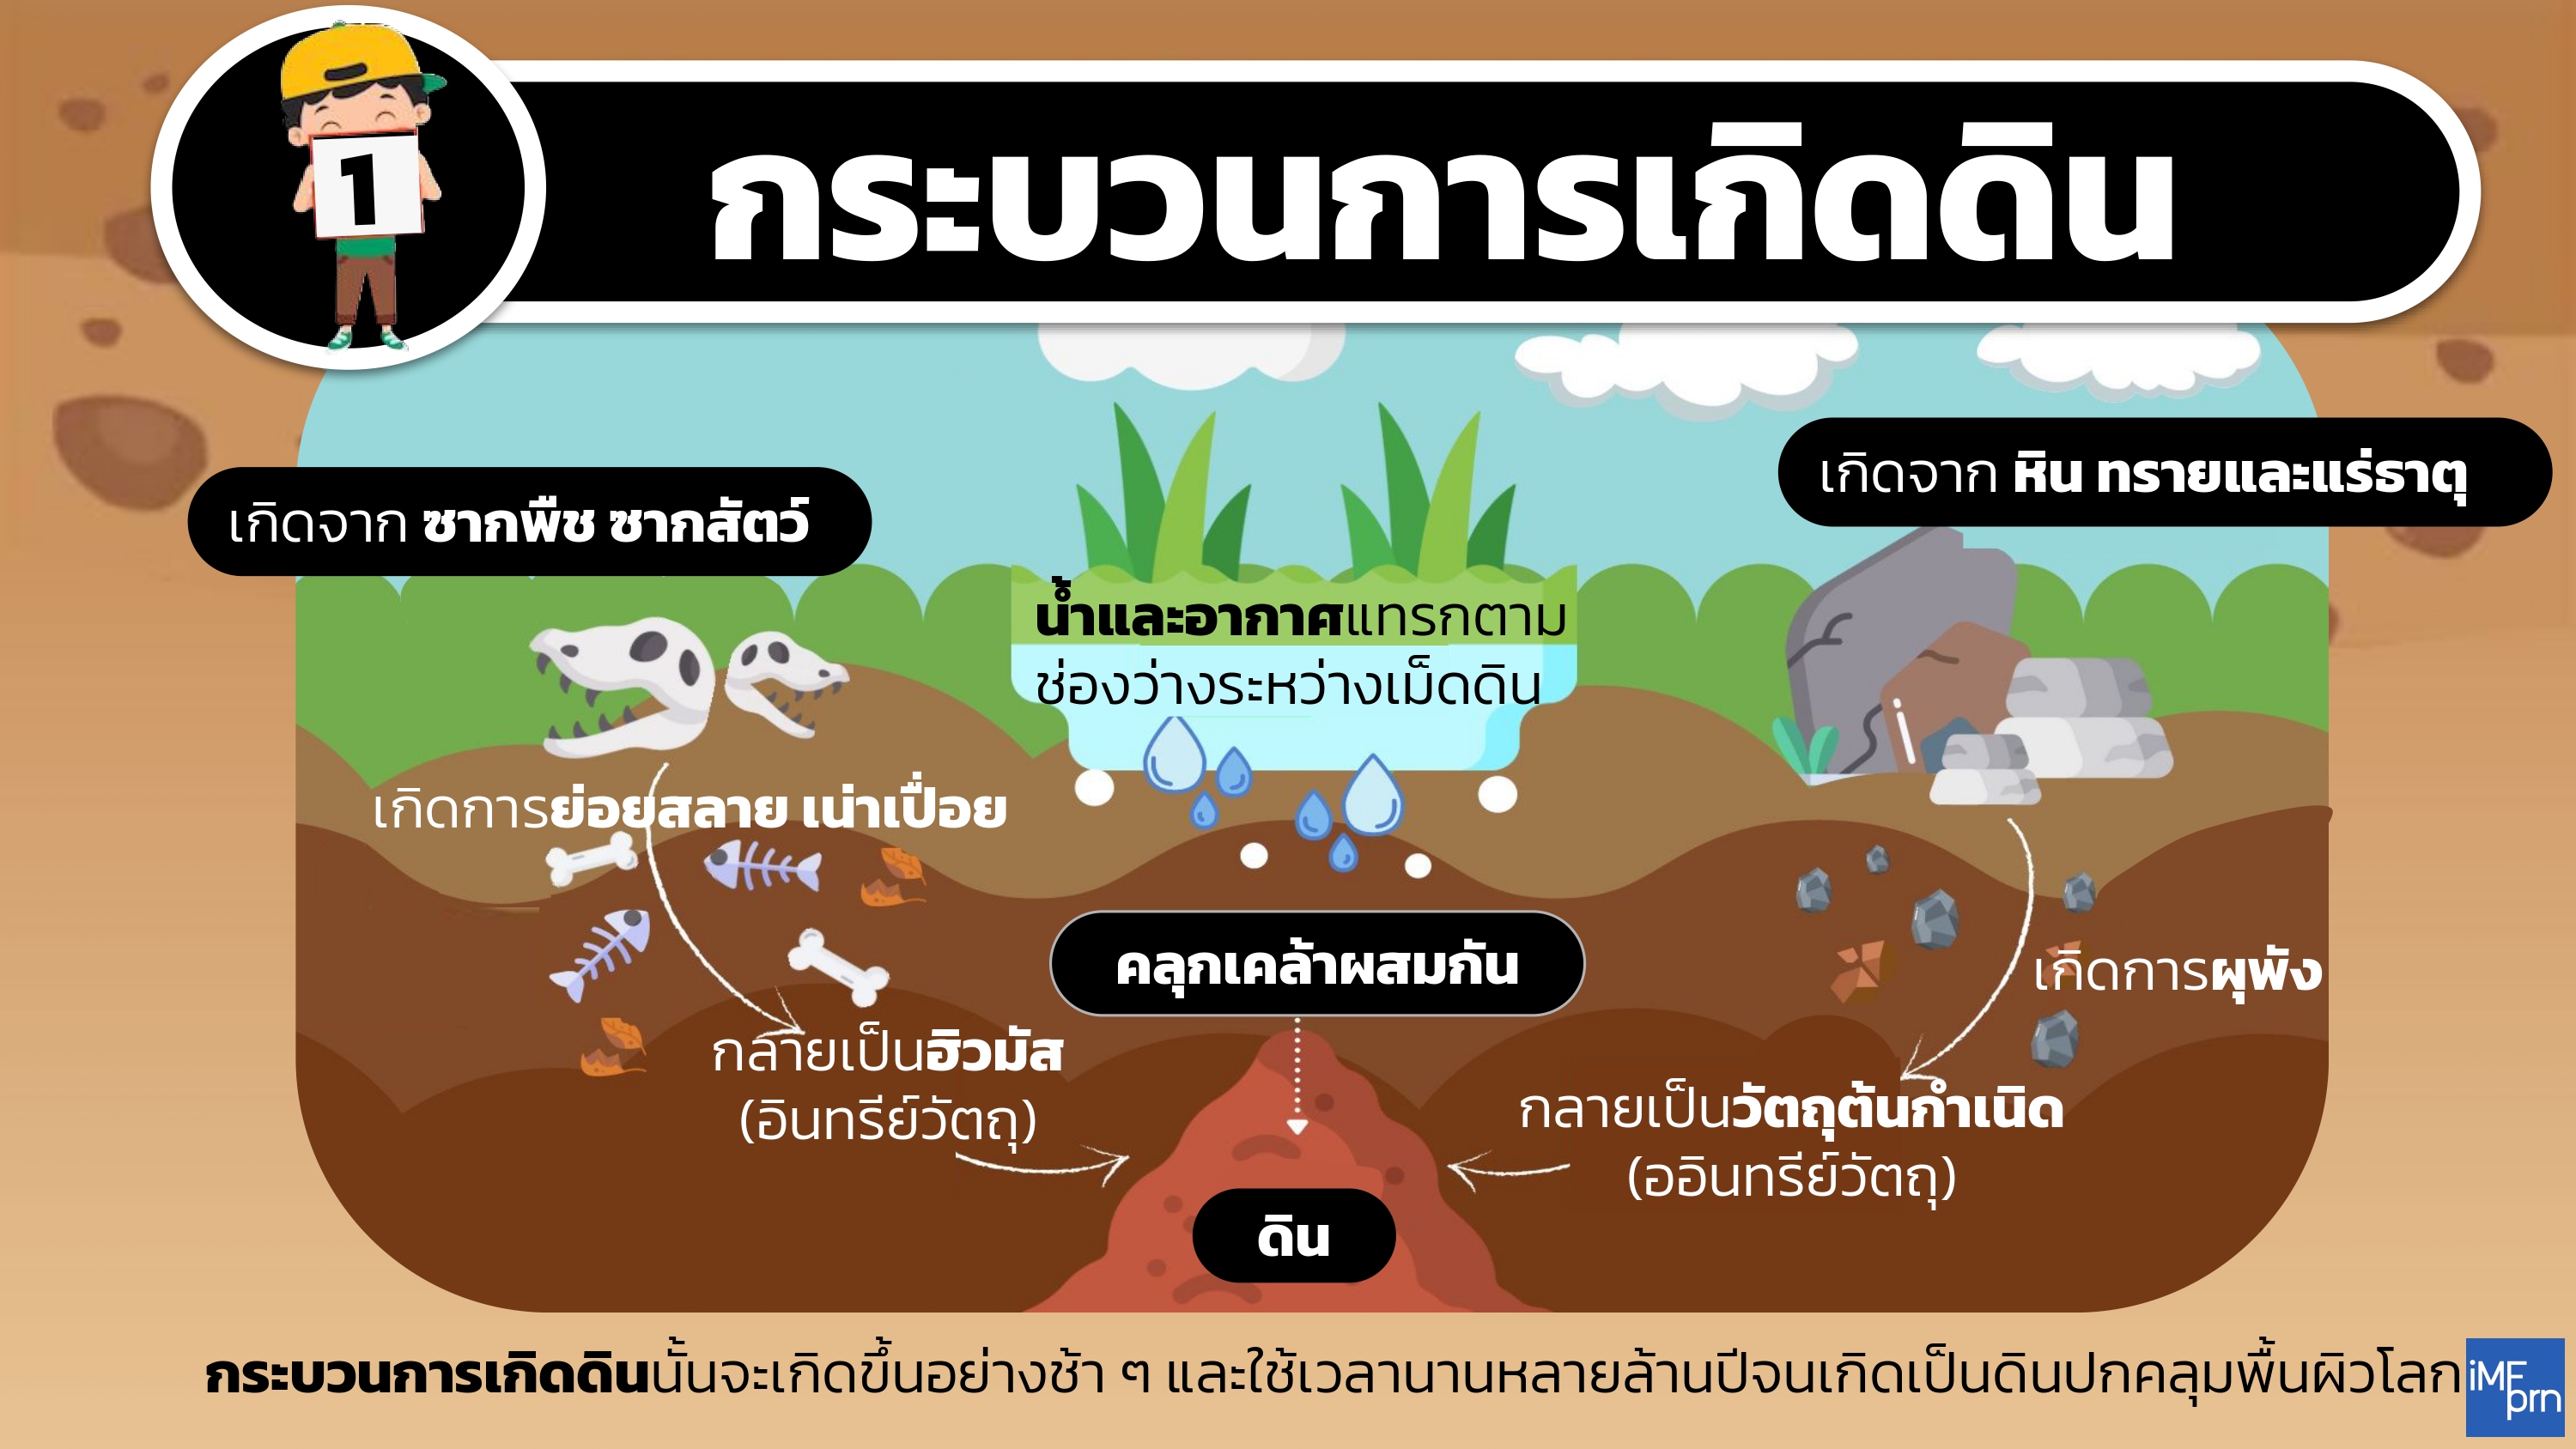 1
กระบวนการเกิดดิน
เกิดจาก ซากพืช ซากสัตว์
เกิดจาก หิน ทรายและแร่ธาตุ
น้ำและอากาศแทรกตาม
ช่องว่างระหว่างเม็ดดิน
เกิดการย่อยสลาย เน่าเปื่อย
คลุกเคล้าผสมกัน
เกิดการผุพัง
กลายเป็นฮิวมัส
(อินทรีย์วัตถุ)
กลายเป็นวัตถุต้นกำเนิด
(ออินทรีย์วัตถุ)
ดิน
กระบวนการเกิดดินนั้นจะเกิดขึ้นอย่างช้า ๆ และใช้เวลานานหลายล้านปีจนเกิดเป็นดินปกคลุมพื้นผิวโลก
iMF
prn